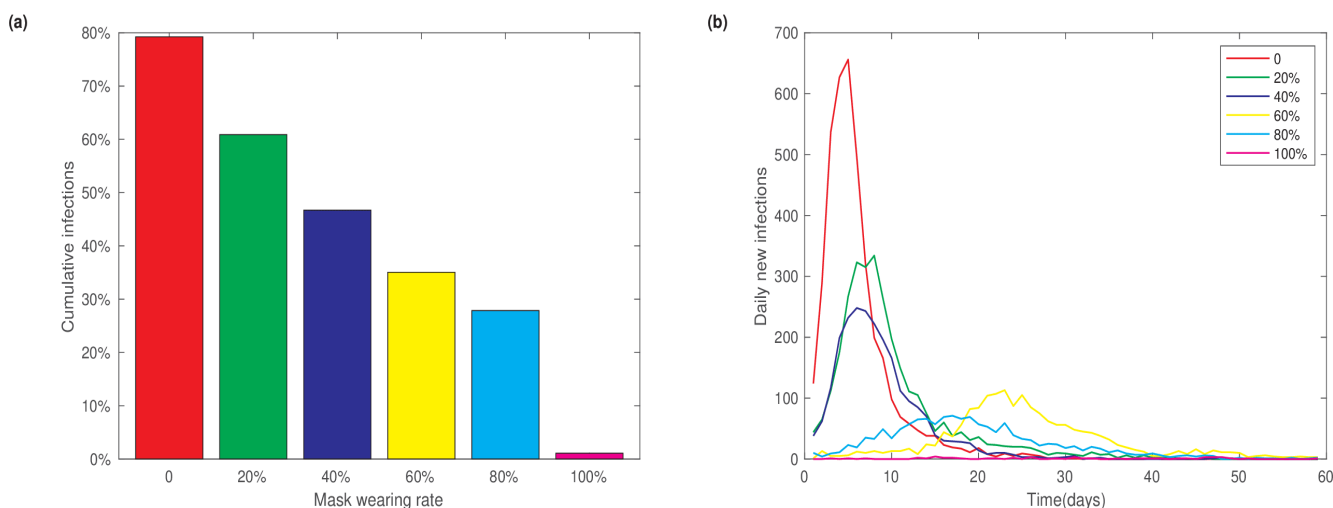 (a)
80%
70%
60%
50%
40%
30%
20%
10%
0%
Cumulative infections
0 20% 40% 60% 80% 100%
Mask wearing rate
(b)
700
600
500
400
300
200
100
0
Daily new infections
0 10 20 30 40 50 60
Time(days)
0
20%
40%
60%
80%
100%